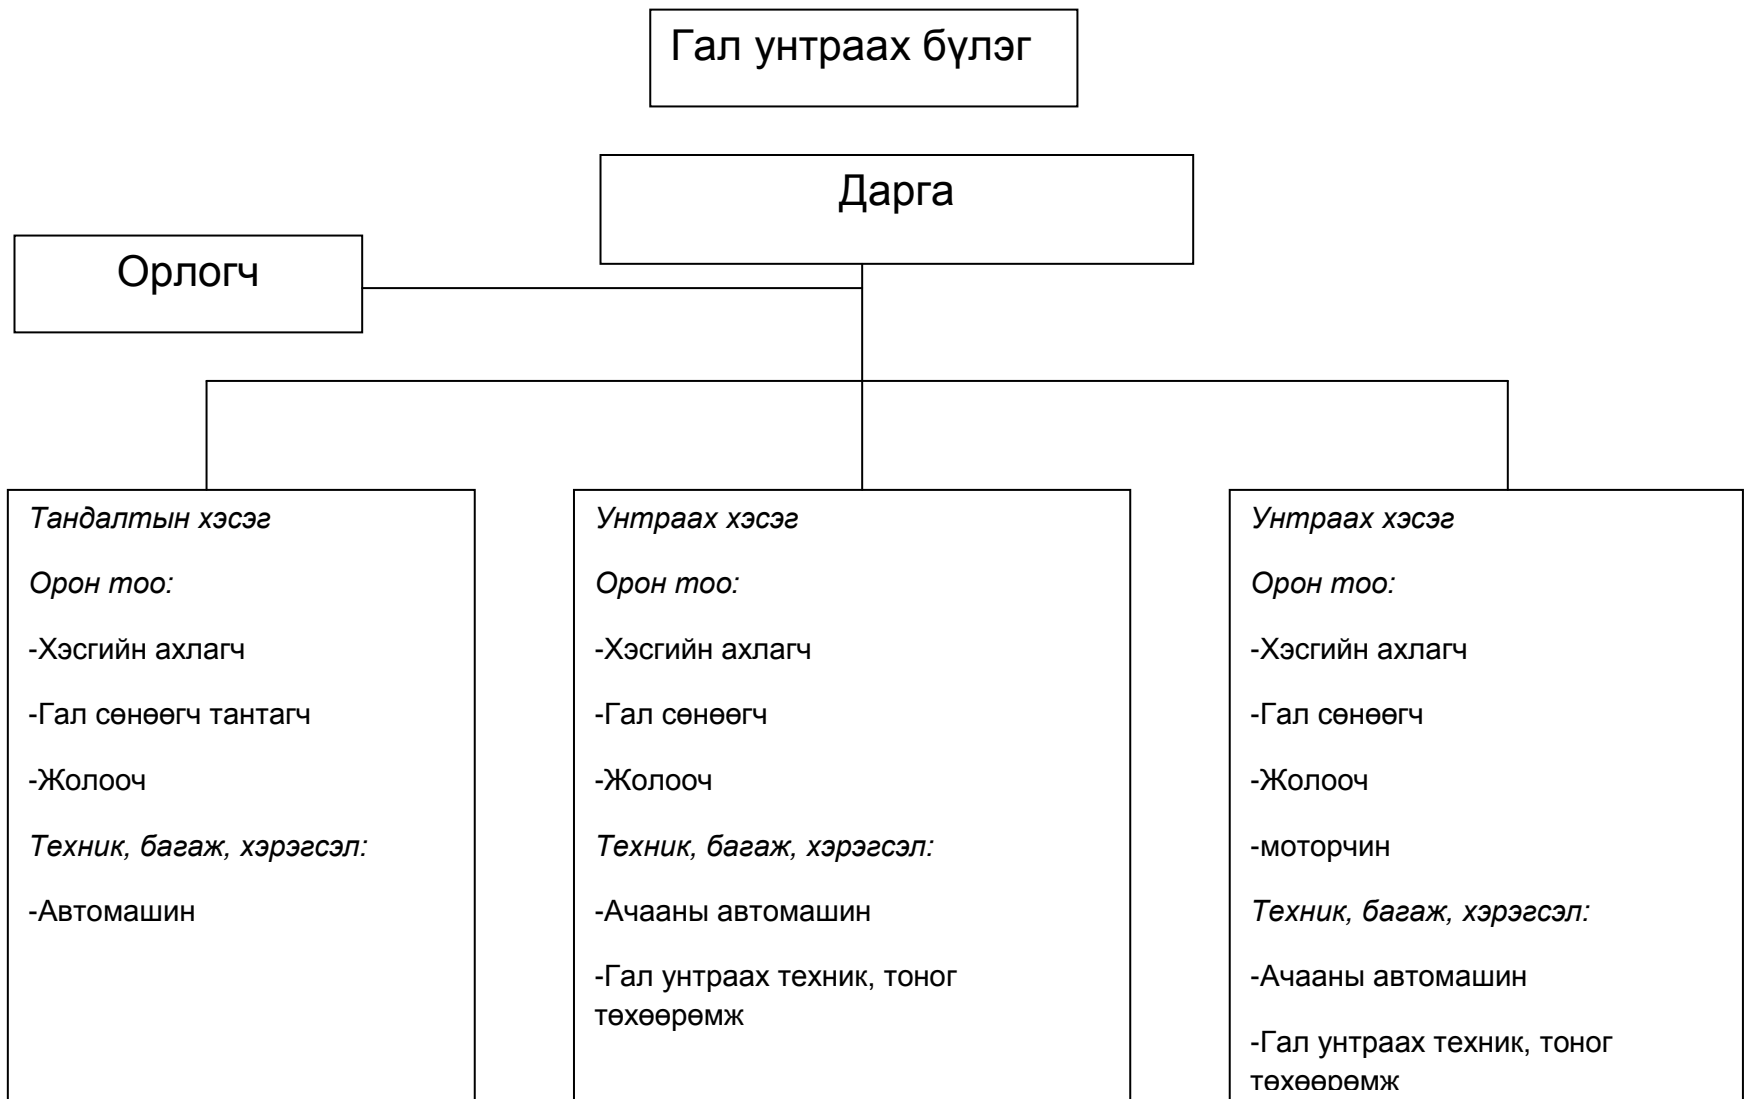 Гал унтраах бүлэг
Дарга
Орлогч
Тандалтын хэсэг
Орон тоо:
-Хэсгийн ахлагч
-Гал сөнөөгч тантагч
-Жолооч
Техник, багаж, хэрэгсэл:
-Автомашин
Унтраах хэсэг
Орон тоо:
-Хэсгийн ахлагч
-Гал сөнөөгч
-Жолооч
Техник, багаж, хэрэгсэл:
-Ачааны автомашин
-Гал унтраах техник, тоног
төхөөрөмж
Унтраах хэсэг
Орон тоо:
-Хэсгийн ахлагч
-Гал сөнөөгч
-Жолооч
-моторчин
Техник, багаж, хэрэгсэл:
-Ачааны автомашин
-Гал унтраах техник, тоног
төхөөрөмж